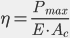 η = P_max / (E · A_c)